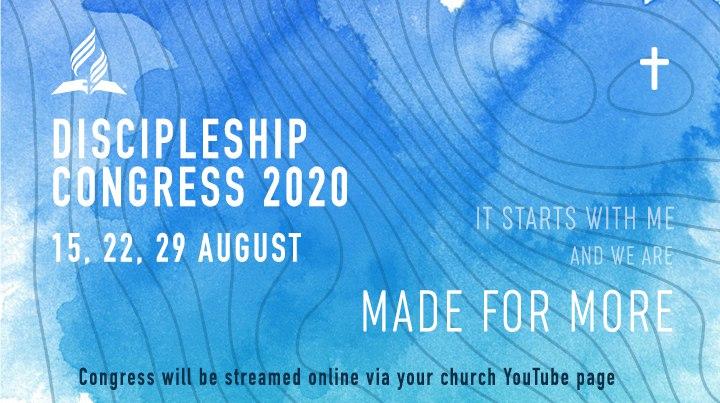 DISCIPLESHIP
CONGRESS 2020
15, 22, 29 AUGUST
IT STARTS WITH ME
AND WE ARE
MADE FOR MORE
Congress will be streamed online via your church YouTube page